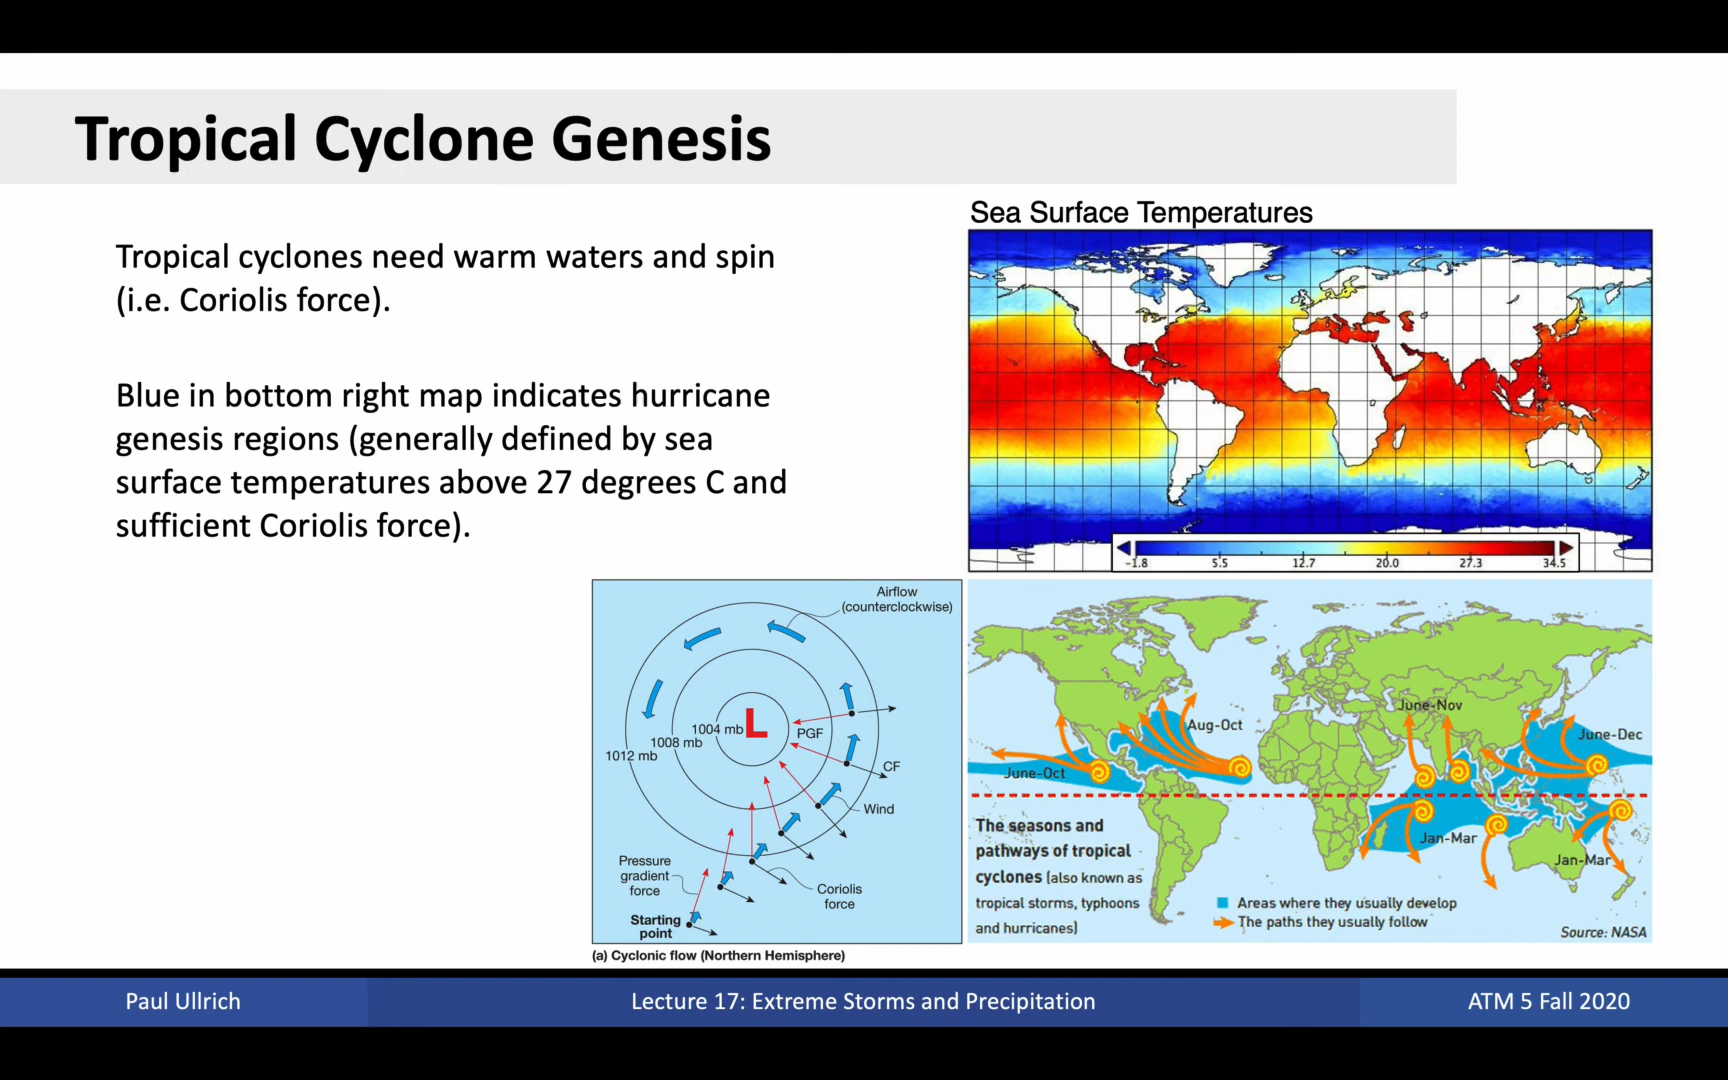 Tropical Cyclone Genesis
Tropical cyclones need warm waters and spin
(i.e. Coriolis force).
Blue in bottom right map indicates hurricane
genesis regions (generally defined by sea
surface temperatures above 27 degrees C and
sufficient Coriolis force).
Sea Surface Temperatures
-1.8 5.5 12.7 20.0 27.3 34.5
Airflow
(counterclockwise)
1004 mb
L
1008 mb
1012 mb
PGF
CF
Wind
Pressure
gradient
force
Coriolis
force
Starting
point
(a) Cyclonic flow (Northern Hemisphere)
June-Nov
Aug-Oct
June-Dec
June-Oct
Jan-Mar
Jan-Mar
The seasons and
pathways of tropical
cyclones (also known as
tropical storms, typhoons
and hurricanes)
Areas where they usually develop
The paths they usually follow
Source: NASA
Paul Ullrich
Lecture 17: Extreme Storms and Precipitation
ATM 5 Fall 2020